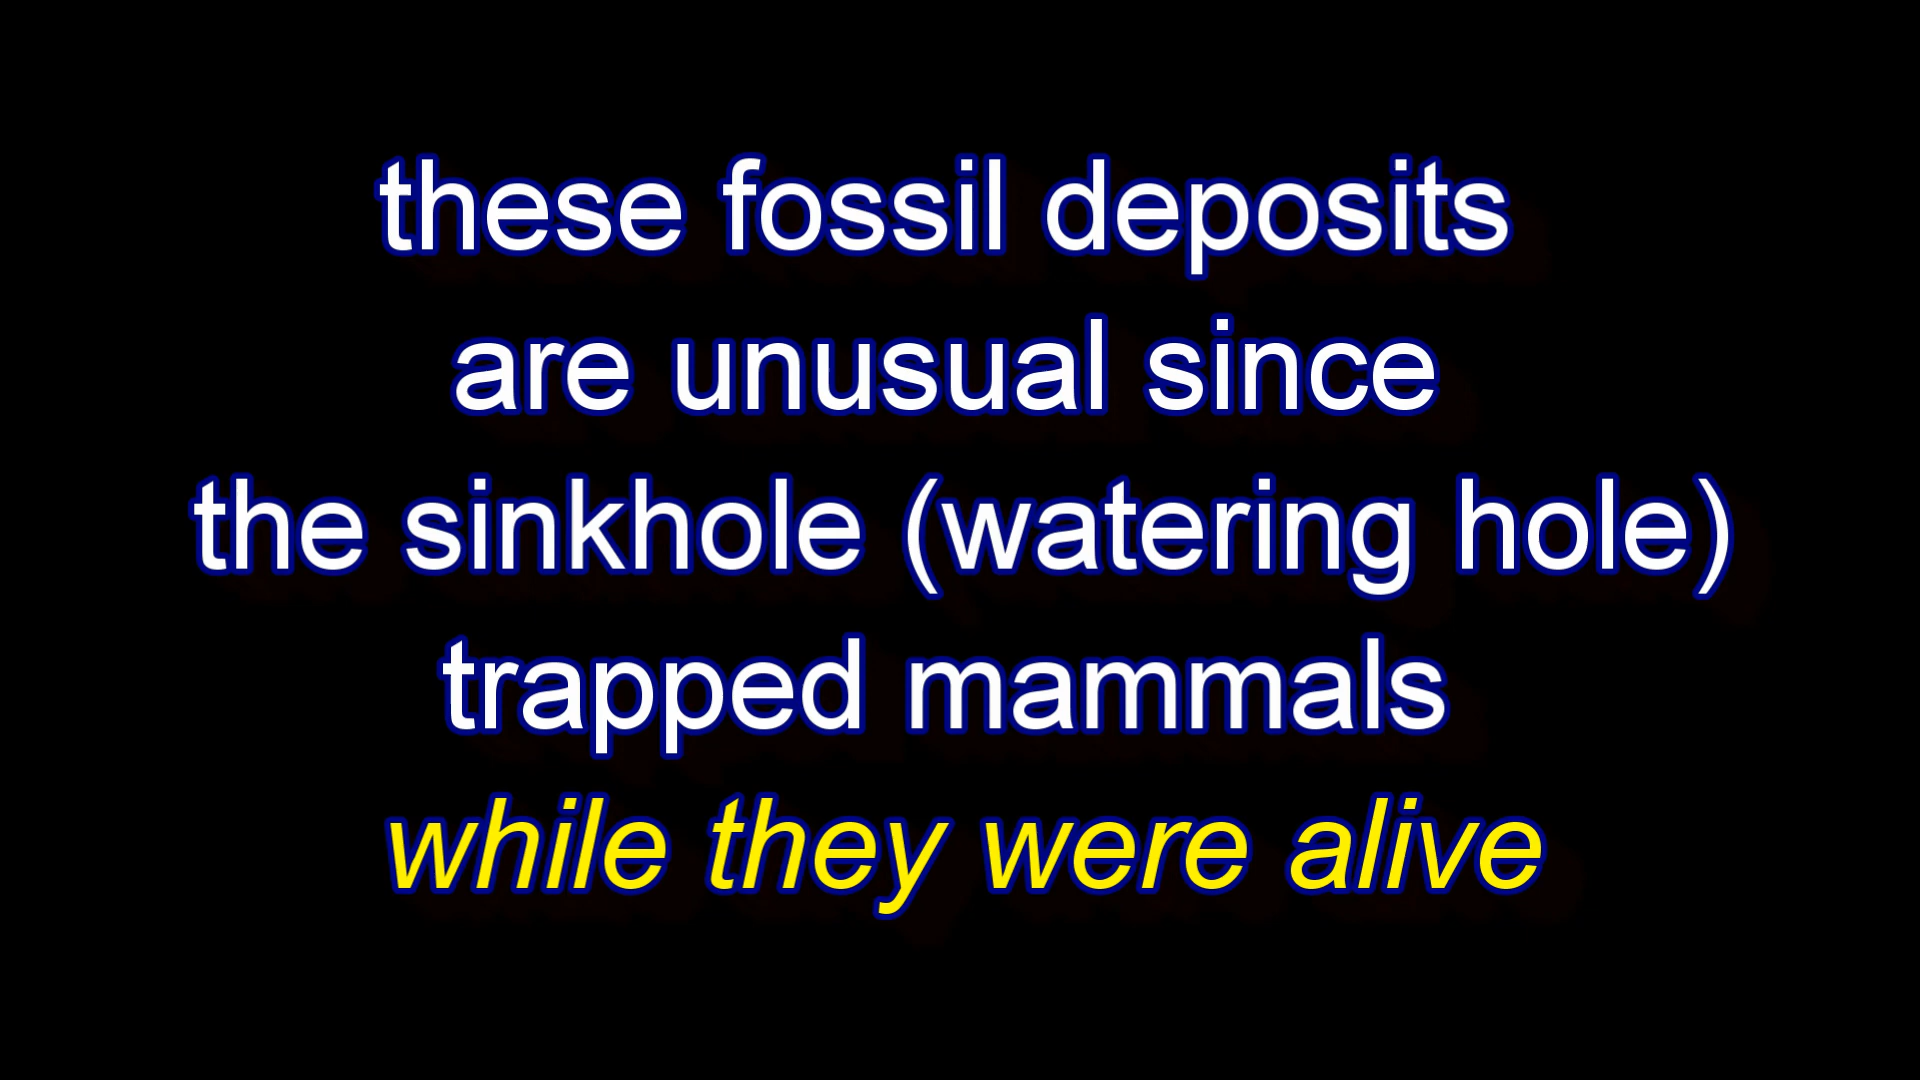 these fossil deposits
are unusual since
the sinkhole (watering hole)
trapped mammals
while they were alive